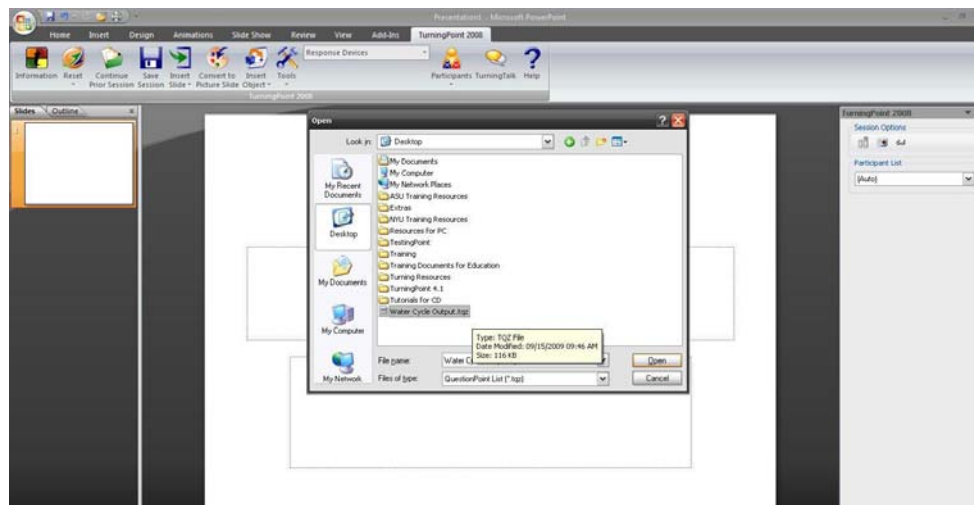 Presentation1 - Microsoft PowerPoint
Home Insert Design Animations Slide Show Review View Add-Ins TurningPoint 2008
Information Reset Continue Prior Session Save Session Insert Slide Convert to Picture Slide Insert Object Tools Response Devices Participants TurningTalk Help
TurningPoint 2008
Slides Outline
1
Open
Look in: Desktop
My Recent Documents
Desktop
My Documents
My Computer
My Network
My Documents
My Computer
My Network Places
ASU Training Resources
Extras
NYU Training Resources
Resources for PC
TestingPoint
Training
Training Documents for Education
Turning Resources
TurningPoint 4.1
Tutorials for CD
Water Cycle Output.tqz
Type: TQZ File
Date Modified: 09/15/2009 09:46 AM
Size: 116 KB
File name: Water C
Open
Files of type: QuestionPoint List (*.tqz)
Cancel
TurningPoint 2008
Session Options
Participant List
(Auto)